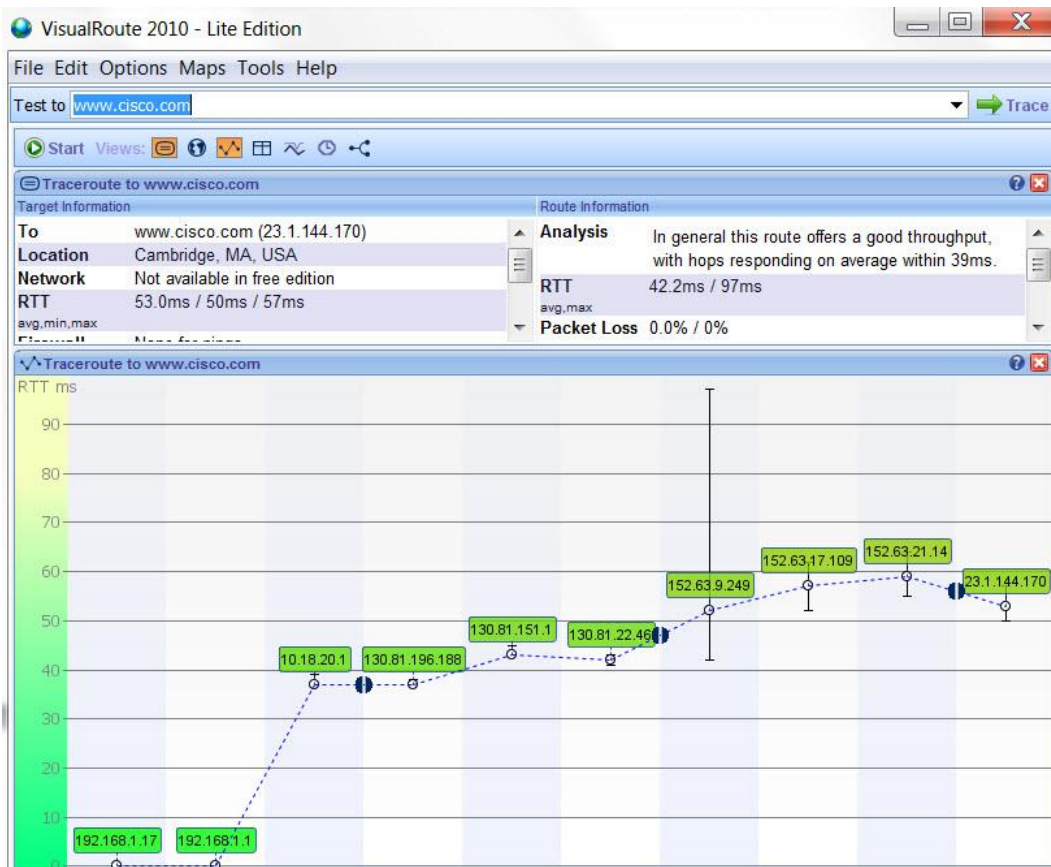 VisualRoute 2010 - Lite Edition
File Edit Options Maps Tools Help
Test to www.cisco.com Trace
Start Views:
Traceroute to www.cisco.com
Target Information Route Information
To www.cisco.com (23.1.144.170)
Location Cambridge, MA, USA
Network Not available in free edition
RTT 53.0ms / 50ms / 57ms
avg,min,max
Analysis In general this route offers a good throughput,
with hops responding on average within 39ms.
RTT 42.2ms / 97ms
avg,max
Packet Loss 0.0% / 0%
Traceroute to www.cisco.com
RTT ms
90
80
70
60
50
40
30
20
10
0
192.168.1.17
192.168.1.1
10.18.20.1
130.81.196.188
130.81.151.1
130.81.22.46
152.63.9.249
152.63.17.109
152.63.21.14
23.1.144.170